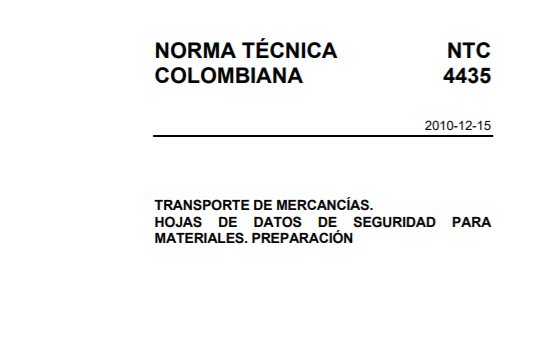 NORMA TÉCNICA NTC
COLOMBIANA 4435
2010-12-15
TRANSPORTE DE MERCANCÍAS.
HOJAS DE DATOS DE SEGURIDAD PARA
MATERIALES. PREPARACIÓN